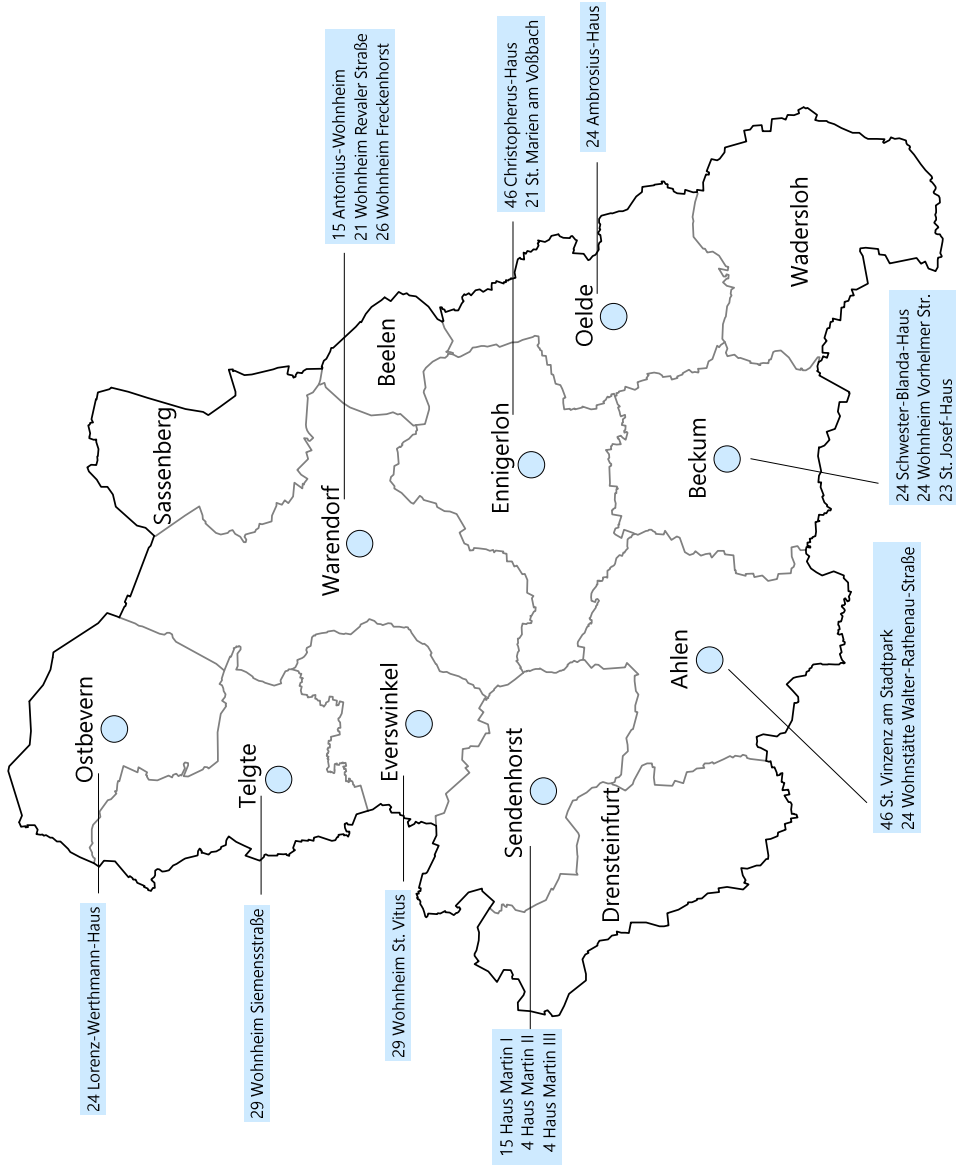 24 Lorenz-Werthmann-Haus
29 Wohnheim Siemensstraße
29 Wohnheim St. Vitus
15 Haus Martin I
4 Haus Martin II
4 Haus Martin III
Ostbevern
Telgte
Everswinkel
Sendenhorst
Drensteinfurt
Sassenberg
Warendorf
Beelen
Ennigerloh
Oelde
Beckum
Ahlen
Wadersloh
15 Antonius-Wohnheim
21 Wohnheim Revaler Straße
26 Wohnheim Freckenhorst
46 Christopherus-Haus
21 St. Marien am Voßbach
24 Ambrosius-Haus
24 Schwester-Blanda-Haus
24 Wohnheim Vorhelmer Str.
23 St. Josef-Haus
46 St. Vinzenz am Stadtpark
24 Wohnstätte Walter-Rathenau-Straße